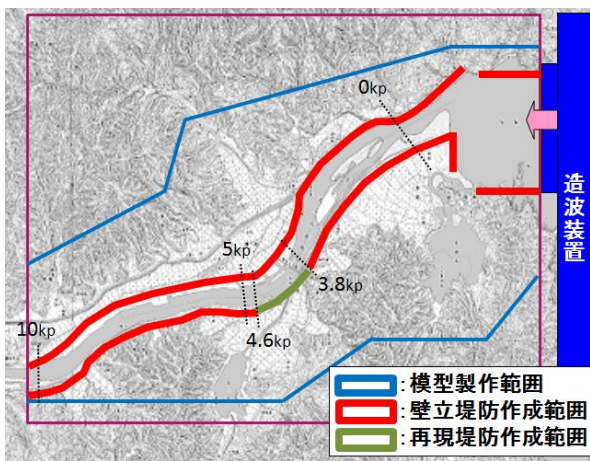 0kp
造波装置
5kp
3.8kp
4.6kp
10kp
:模型製作範囲
:壁立堤防作成範囲
:再現堤防作成範囲